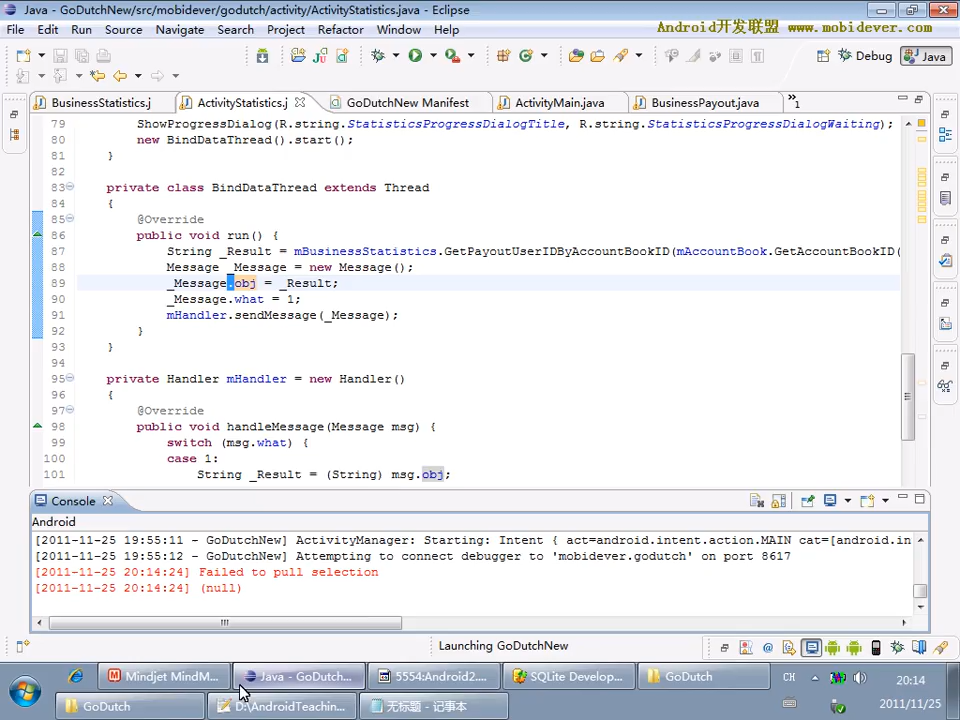 Java - GoDutchNew/src/mobidever/godutch/activity/ActivityStatistics.java - Eclipse
File Edit Run Source Navigate Search Project Refactor Window Help
Android开发联盟 www.mobidever.com
Debug Java
BusinessStatistics.j ActivityStatistics.j GoDutchNew Manifest ActivityMain.java BusinessPayout.java »1
79 ShowProgressDialog(R.string.StatisticsProgressDialogTitle, R.string.StatisticsProgressDialogWaiting);
80 new BindDataThread().start();
81 }
82
83 private class BindDataThread extends Thread
84 {
85 @Override
86 public void run() {
87 String _Result = mBusinessStatistics.GetPayoutUserIDByAccountBookID(mAccountBook.GetAccountBookID(
88 Message _Message = new Message();
89 _Message.obj = _Result;
90 _Message.what = 1;
91 mHandler.sendMessage(_Message);
92 }
93 }
94
95 private Handler mHandler = new Handler()
96 {
97 @Override
98 public void handleMessage(Message msg) {
99 switch (msg.what) {
100 case 1:
101 String _Result = (String) msg.obj;
Console
Android
[2011-11-25 19:55:11 - GoDutchNew] ActivityManager: Starting: Intent { act=android.intent.action.MAIN cat=[android.in
[2011-11-25 19:55:12 - GoDutchNew] Attempting to connect debugger to 'mobidever.godutch' on port 8617
[2011-11-25 20:14:24] Failed to pull selection
[2011-11-25 20:14:24] (null)
Launching GoDutchNew
Mindjet MindM... Java - GoDutch... 5554:Android2.... SQLite Develop... GoDutch CH 20:14
GoDutch D:\AndroidTeachin... 无标题 - 记事本 2011/11/25